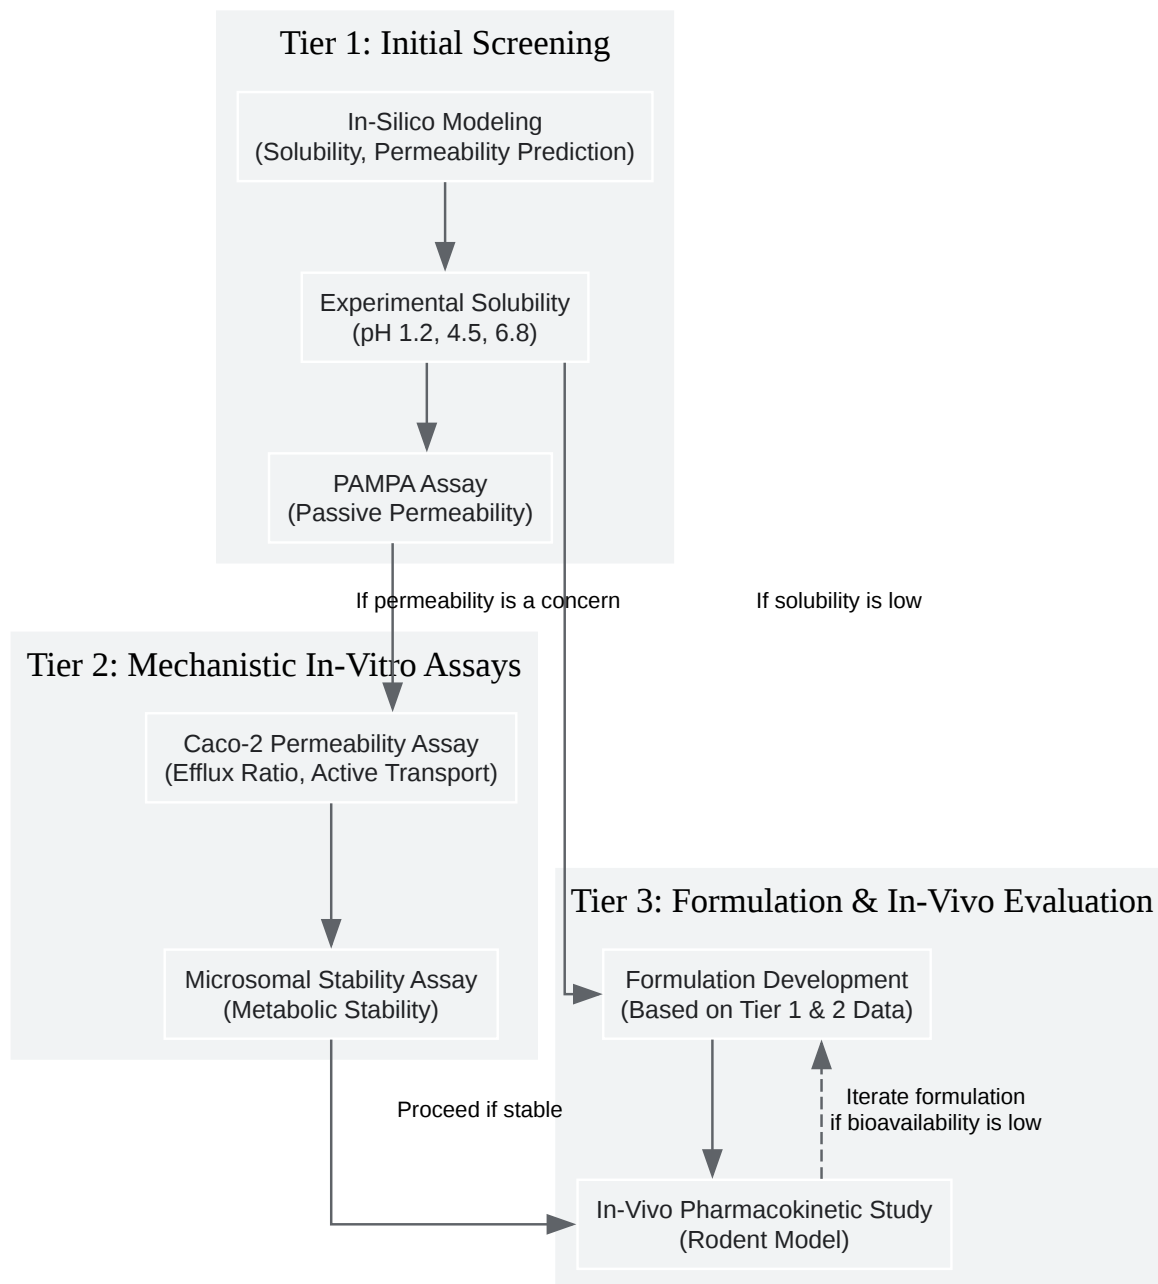 Tier 1: Initial Screening
In-Silico Modeling
(Solubility, Permeability Prediction)
Experimental Solubility
(pH 1.2, 4.5, 6.8)
PAMPA Assay
(Passive Permeability)
If permeability is a concern
If solubility is low
Tier 2: Mechanistic In-Vitro Assays
Caco-2 Permeability Assay
(Efflux Ratio, Active Transport)
Microsomal Stability Assay
(Metabolic Stability)
Proceed if stable
Tier 3: Formulation & In-Vivo Evaluation
Formulation Development
(Based on Tier 1 & 2 Data)
Iterate formulation
if bioavailability is low
In-Vivo Pharmacokinetic Study
(Rodent Model)